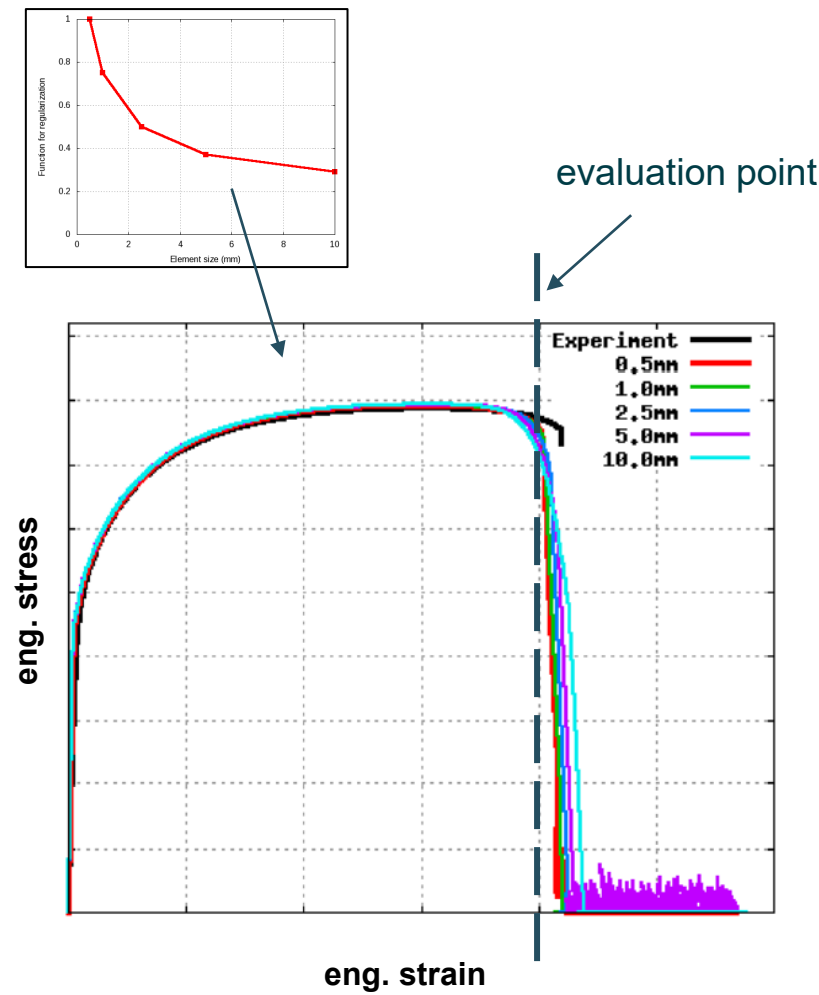 1
0.8
0.6
0.4
0.2
0
0 2 4 6 8 10
Function for regularization
Element size (mm)
evaluation point
Experiment
0.5mm
1.0mm
2.5mm
5.0mm
10.0mm
eng. stress
eng. strain